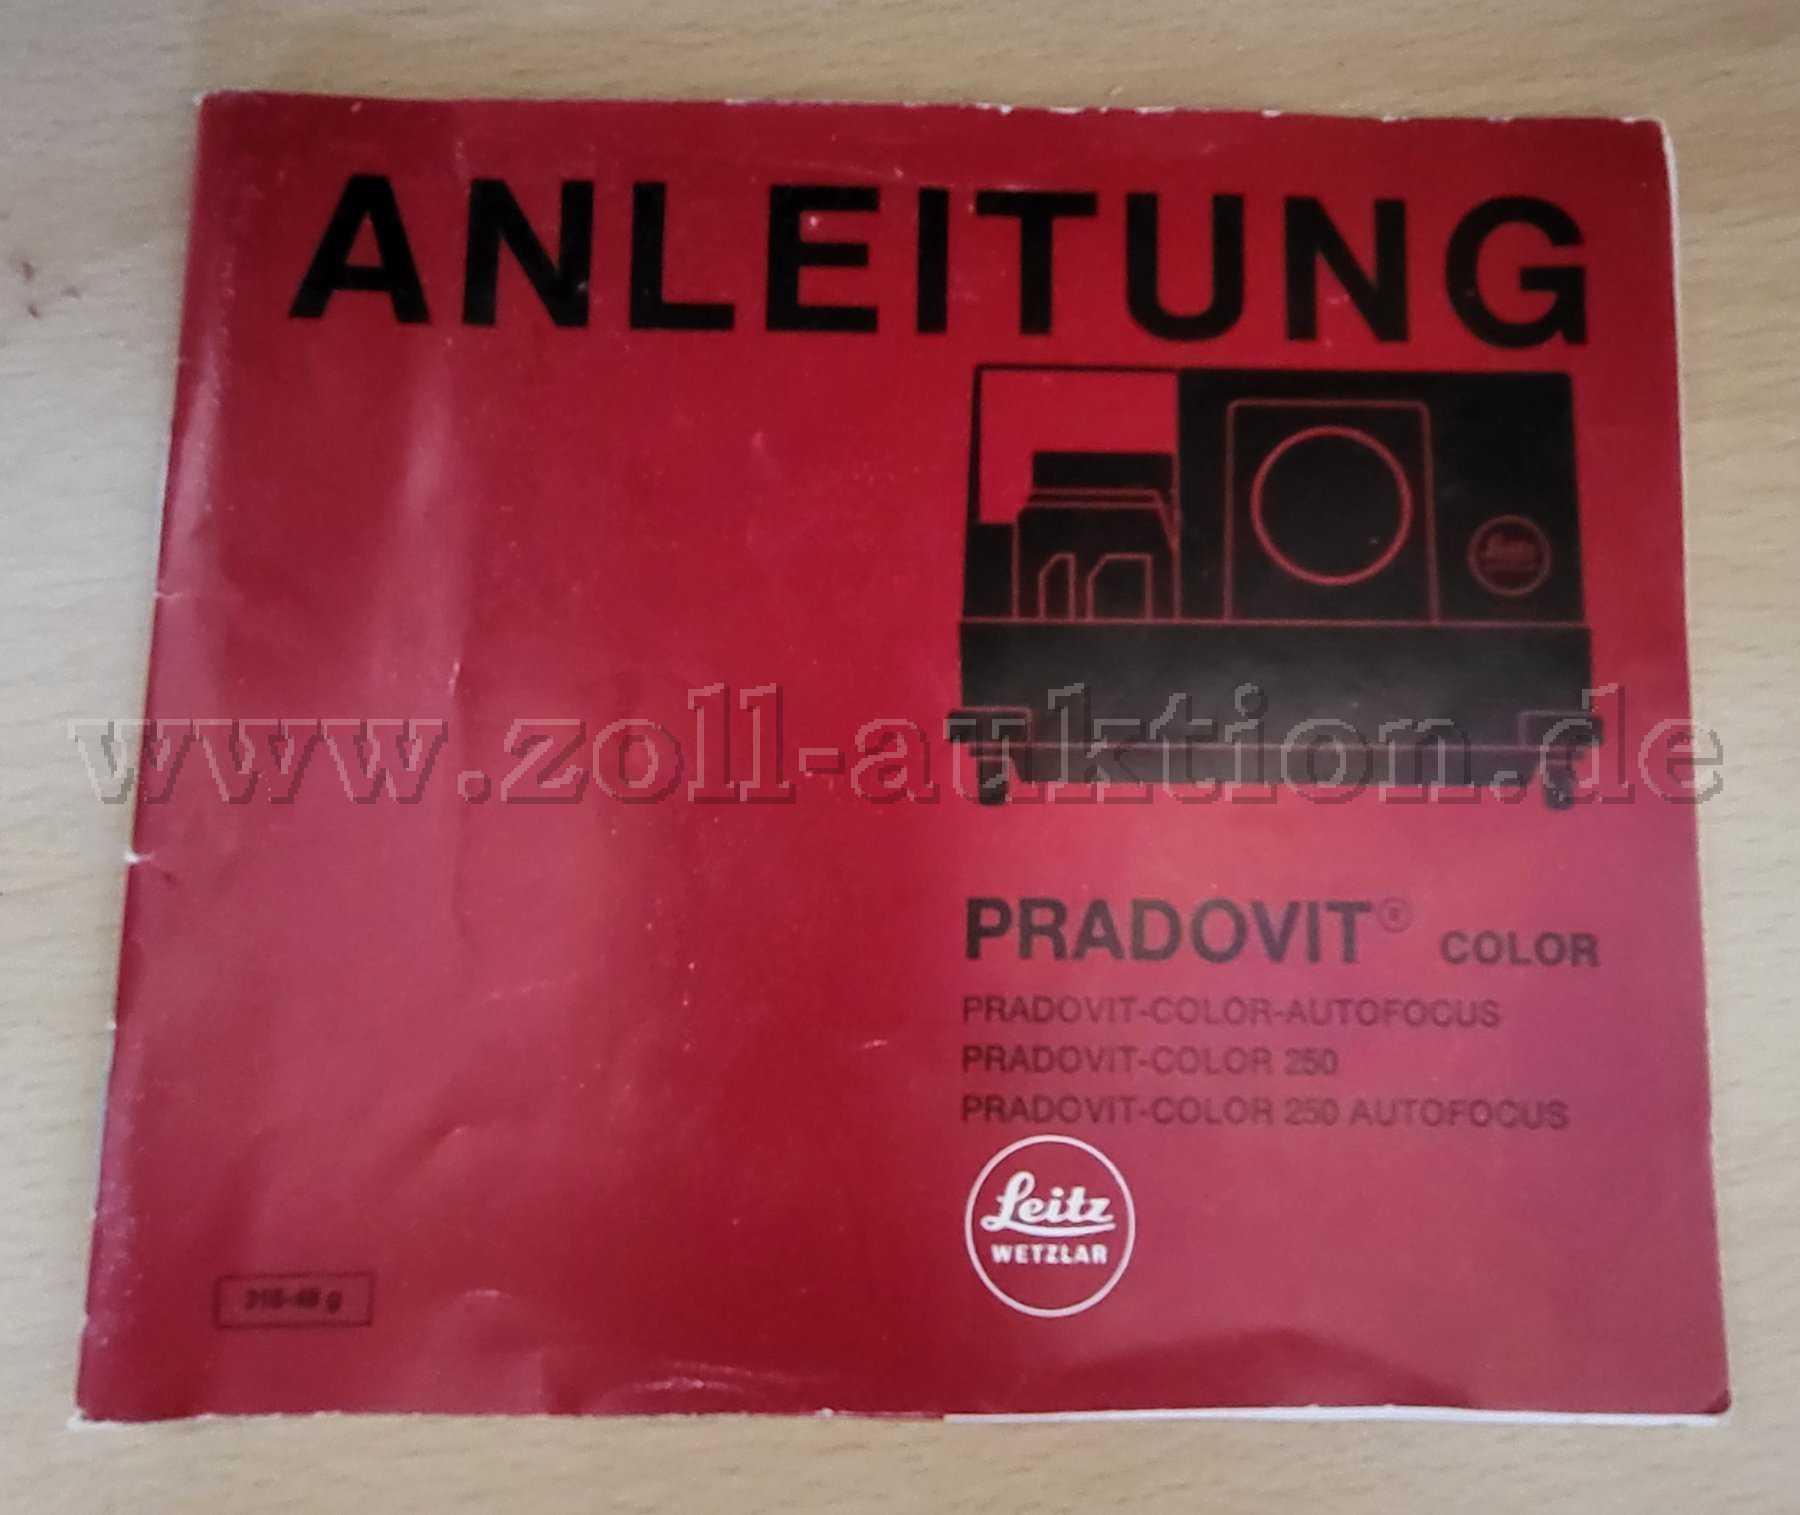 ANLEITUNG
Leitz
www.zoll-auktion.de
PRADOVIT® COLOR
PRADOVIT-COLOR-AUTOFOCUS
PRADOVIT-COLOR 250
PRADOVIT-COLOR 250 AUTOFOCUS
Leitz
WETZLAR